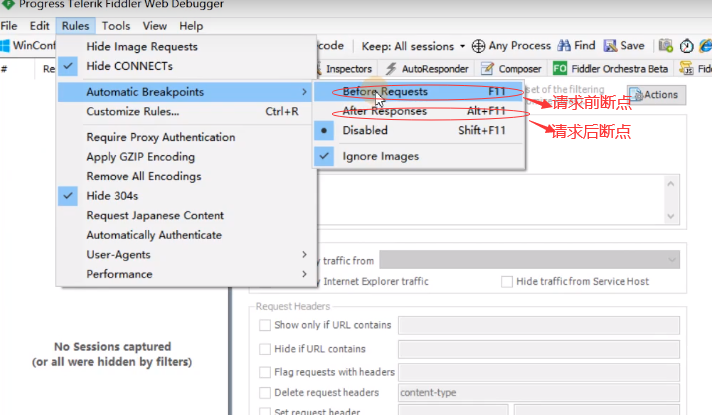 Progress Telerik Fiddler Web Debugger
File Edit Rules Tools View Help
WinConf
code Keep: All sessions Any Process Find Save
# Re
Inspectors AutoResponder Composer FO Fiddler Orchestra Beta Fi
Hide Image Requests
Hide CONNECTs
Automatic Breakpoints
Customize Rules... Ctrl+R
Require Proxy Authentication
Apply GZIP Encoding
Remove All Encodings
Hide 304s
Request Japanese Content
Automatically Authenticate
User-Agents
Performance
Before Requests F11
After Responses Alt+F11
Disabled Shift+F11
Ignore Images
set of the filtering
Actions
请求前断点
请求后断点
y traffic from
y Internet Explorer traffic
Hide traffic from Service Host
Request Headers
Show only if URL contains
Hide if URL contains
Flag requests with headers
Delete request headers content-type
Set request header
No Sessions captured
(or all were hidden by filters)